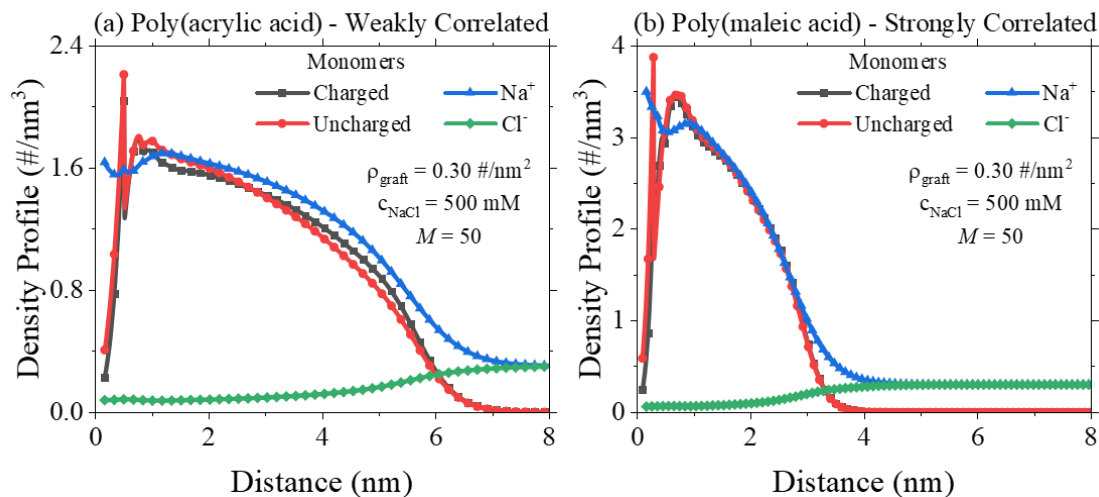 (a) Poly(acrylic acid) - Weakly Correlated
Density Profile (#/nm³)
2.4
1.6
0.8
0.0
Monomers
Charged
Na⁺
Uncharged
Cl⁻
ρgraft = 0.30 #/nm²
cNaCl = 500 mM
M = 50
0
2
4
6
8
Distance (nm)
(b) Poly(maleic acid) - Strongly Correlated
Density Profile (#/nm³)
4
3
2
1
0
Monomers
Charged
Na⁺
Uncharged
Cl⁻
ρgraft = 0.30 #/nm²
cNaCl = 500 mM
M = 50
0
2
4
6
8
Distance (nm)